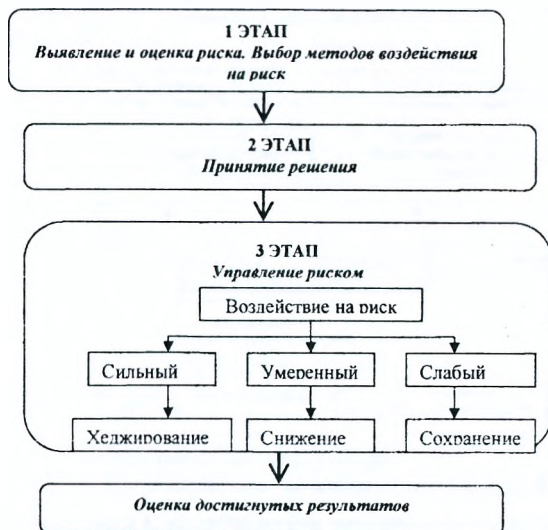 1 ЭТАП
Выявление и оценка риска. Выбор методов воздействия
на риск
2 ЭТАП
Принятие решения
3 ЭТАП
Управление риском
Воздействие на риск
Сильный Умеренный Слабый
Хеджирование Снижение Сохранение
Оценка достигнутых результатов